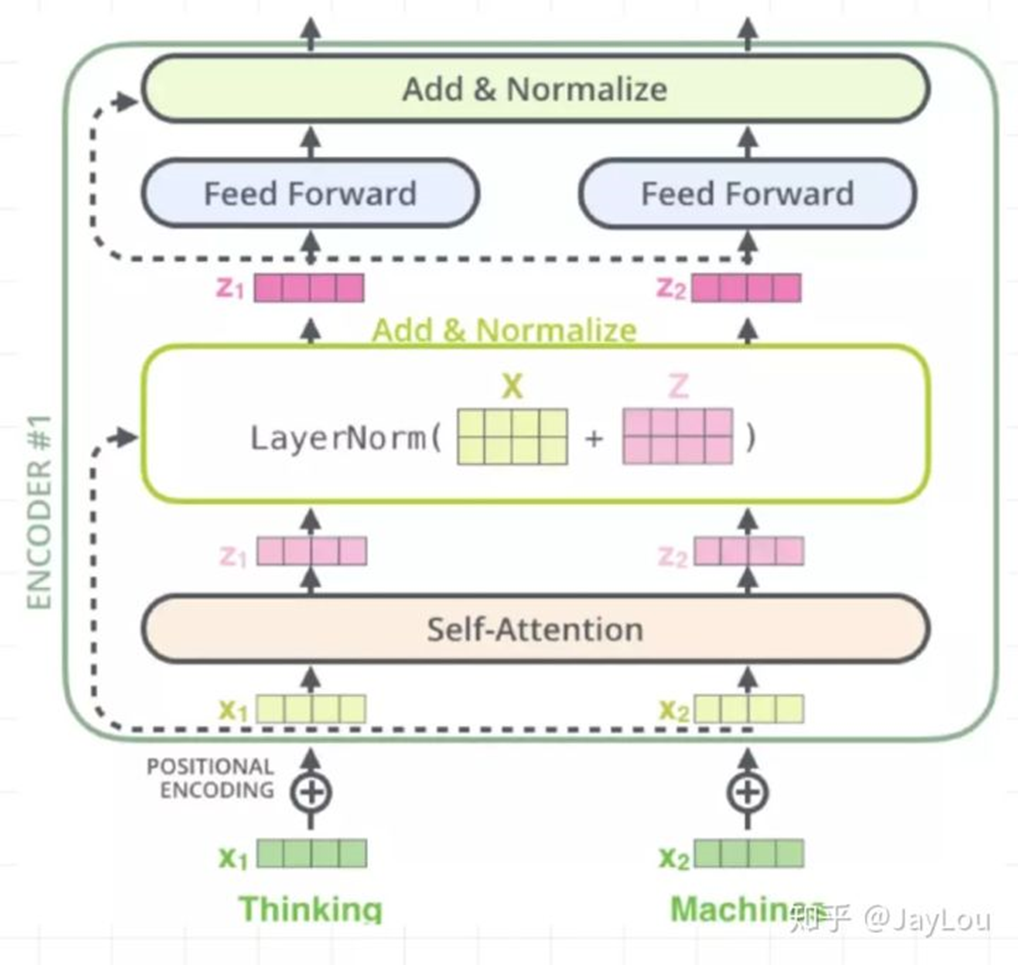 Add & Normalize
Feed Forward
Feed Forward
z1
z2
Add & Normalize
X
Z
LayerNorm(
+
)
ENCODER #1
z1
z2
Self-Attention
x1
x2
POSITIONAL
ENCODING
x1
x2
Thinking
Machines
知乎 @JayLou